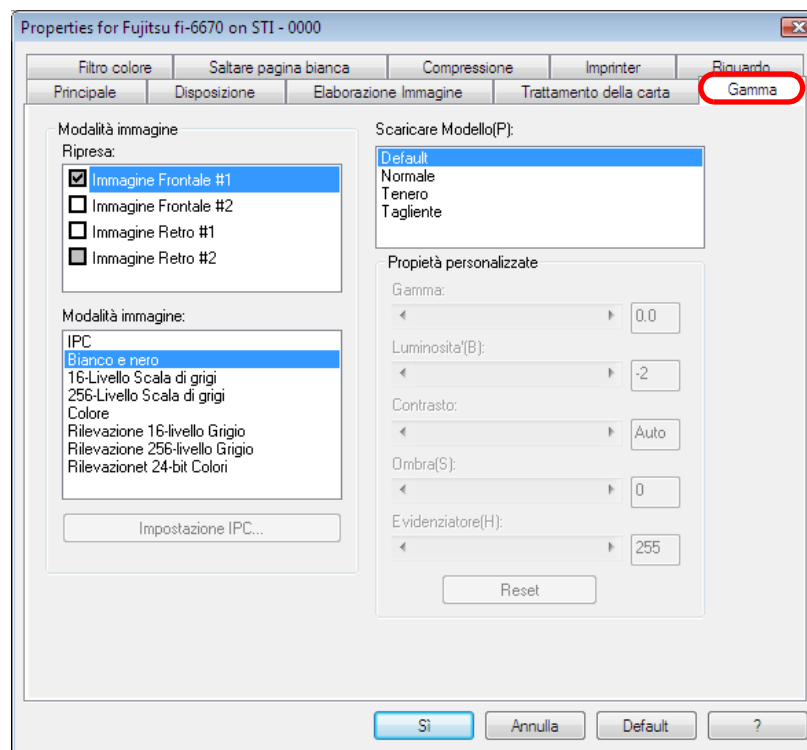 Properties for Fujitsu fi-6670 on STI - 0000
Filtro colore
Saltare pagina bianca
Compressione
Imprinter
Riguardo
Principale
Disposizione
Elaborazione Immagine
Trattamento della carta
Gamma
Modalità immagine
Ripresa:
Immagine Frontale #1
Immagine Frontale #2
Immagine Retro #1
Immagine Retro #2
Modalità immagine:
IPC
Bianco e nero
16-Livello Scala di grigi
256-Livello Scala di grigi
Colore
Rilevazione 16-livello Grigio
Rilevazione 256-livello Grigio
Rilevazionet 24-bit Colori
Impostazione IPC...
Scaricare Modello(P):
Default
Normale
Tenero
Tagliente
Propietà personalizzate
Gamma:
0.0
Luminosita'(B):
-2
Contrasto:
Auto
Ombra(S):
0
Evidenziatore(H):
255
Reset
Sì
Annulla
Default
?